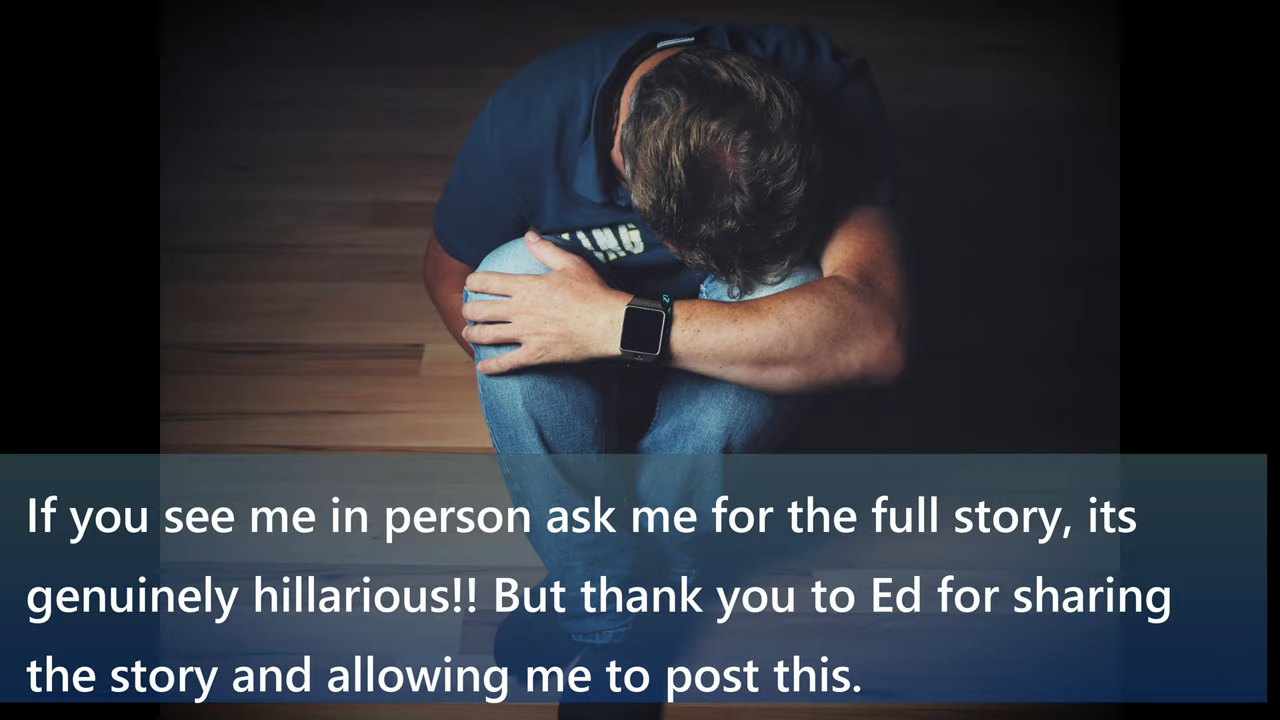 ING
If you see me in person ask me for the full story, its
genuinely hillarious!! But thank you to Ed for sharing
the story and allowing me to post this.